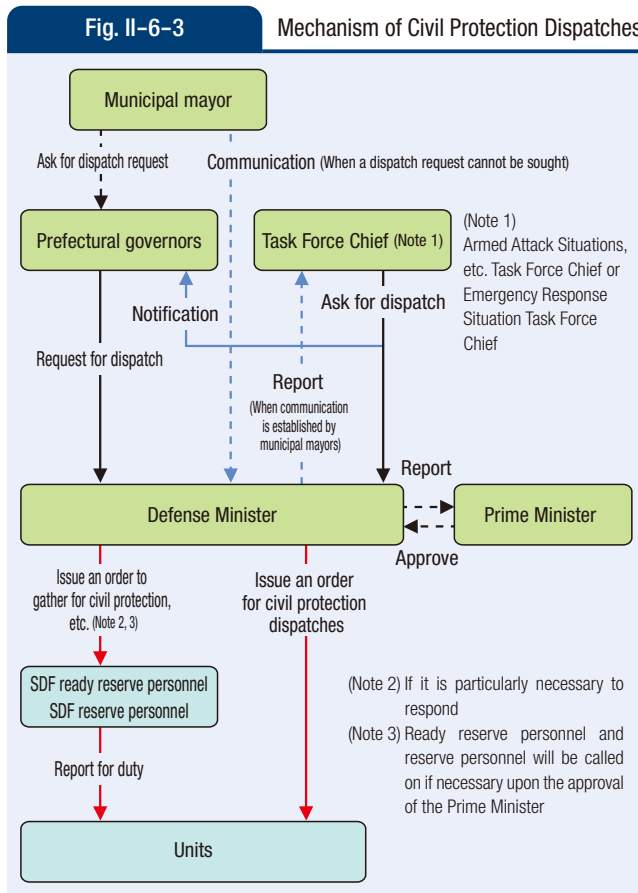 Fig. II-6-3
Mechanism of Civil Protection Dispatches
Municipal mayor
Ask for dispatch request
Communication (When a dispatch request cannot be sought)
Prefectural governors
Task Force Chief (Note 1)
(Note 1)
Armed Attack Situations,
etc. Task Force Chief or
Emergency Response
Situation Task Force
Chief
Notification
Ask for dispatch
Request for dispatch
Report
(When communication
is established by
municipal mayors)
Report
Defense Minister
Prime Minister
Approve
Issue an order to
gather for civil protection,
etc. (Note 2, 3)
Issue an order
for civil protection
dispatches
SDF ready reserve personnel
SDF reserve personnel
(Note 2) If it is particularly necessary to
respond
(Note 3) Ready reserve personnel and
reserve personnel will be called
on if necessary upon the approval
of the Prime Minister
Report for duty
Units